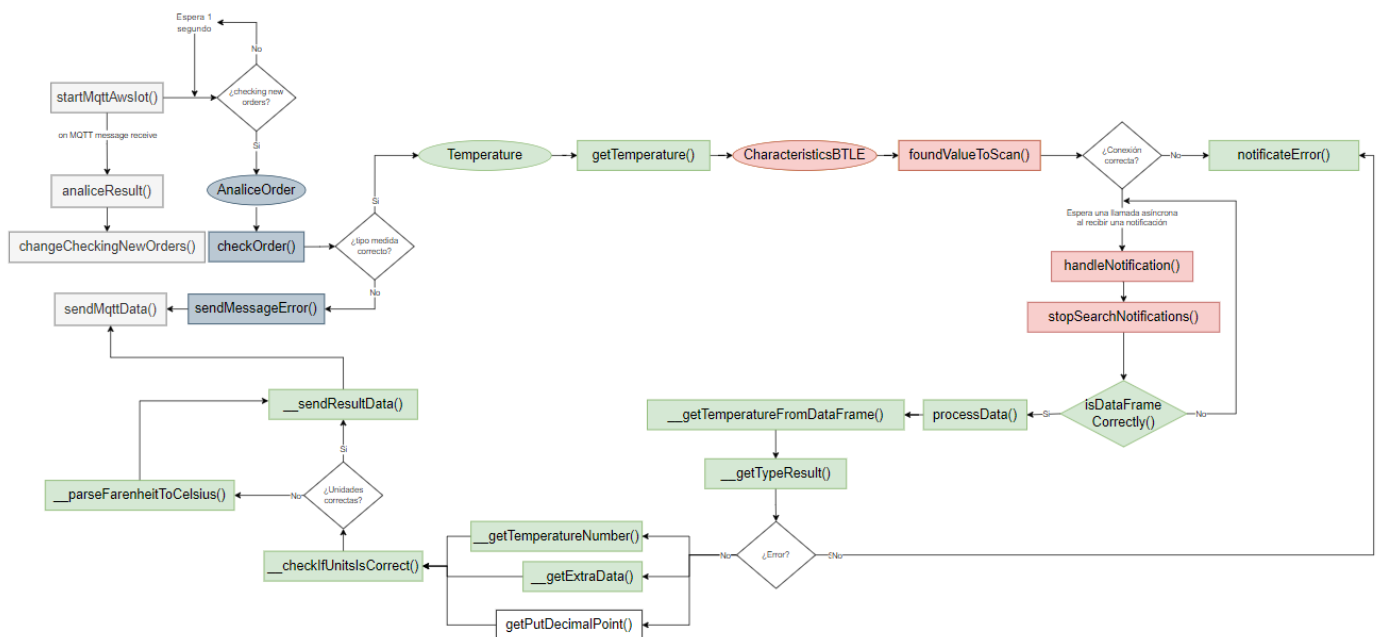 Espera 1
segundo
No
startMqttAwsIot()
¿checking new
orders?
on MQTT message receive
Si
analiceResult()
AnaliceOrder
changeCheckingNewOrders()
checkOrder()
¿tipo medida
correcto?
Si
No
sendMqttData()
sendMessageError()
Temperature
getTemperature()
CharacteristicsBTLE
foundValueToScan()
¿Conexión
correcta?
No
notificateError()
Espera una llamada asíncrona
al recibir una notificación
handleNotification()
stopSearchNotifications()
isDataFrame
Correctly()
No
Si
processData()
__getTemperatureFromDataFrame()
__getTypeResult()
¿Error?
No
No
__getTemperatureNumber()
__getExtraData()
getPutDecimalPoint()
__checkIfUnitsIsCorrect()
¿Unidades
correctas?
No
Si
__parseFarenheitToCelsius()
__sendResultData()